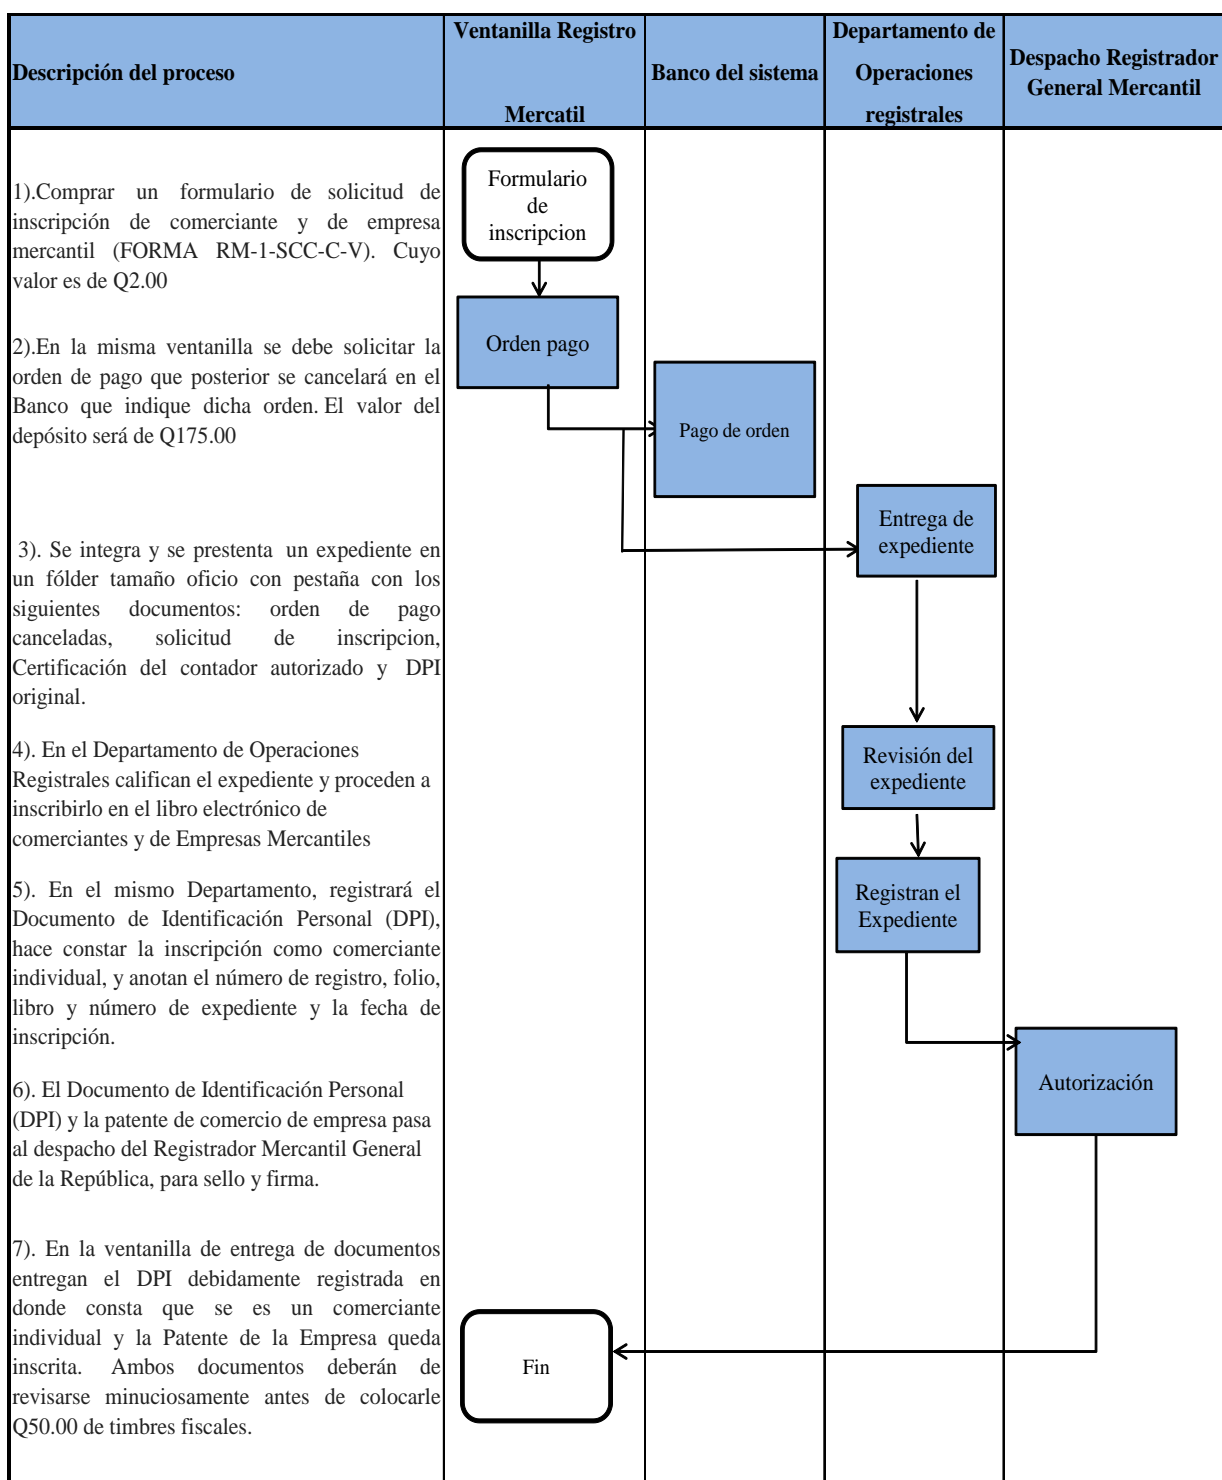 Descripción del proceso
Ventanilla Registro
Mercatil
Banco del sistema
Departamento de
Operaciones
registrales
Despacho Registrador
General Mercantil
1).Comprar un formulario de solicitud de
inscripción de comerciante y de empresa
mercantil (FORMA RM-1-SCC-C-V). Cuyo
valor es de Q2.00
Formulario
de
inscripcion
2).En la misma ventanilla se debe solicitar la
orden de pago que posterior se cancelará en el
Banco que indique dicha orden. El valor del
depósito será de Q175.00
Orden pago
Pago de orden
3). Se integra y se prestenta un expediente en
un fólder tamaño oficio con pestaña con los
siguientes documentos: orden de pago
canceladas, solicitud de inscripcion,
Certificación del contador autorizado y DPI
original.
Entrega de
expediente
4). En el Departamento de Operaciones
Registrales califican el expediente y proceden a
inscribirlo en el libro electrónico de
comerciantes y de Empresas Mercantiles
Revisión del
expediente
5). En el mismo Departamento, registrará el
Documento de Identificación Personal (DPI),
hace constar la inscripción como comerciante
individual, y anotan el número de registro, folio,
libro y número de expediente y la fecha de
inscripción.
Registran el
Expediente
6). El Documento de Identificación Personal
(DPI) y la patente de comercio de empresa pasa
al despacho del Registrador Mercantil General
de la República, para sello y firma.
Autorización
7). En la ventanilla de entrega de documentos
entregan el DPI debidamente registrada en
donde consta que se es un comerciante
individual y la Patente de la Empresa queda
inscrita. Ambos documentos deberán de
revisarse minuciosamente antes de colocarle
Q50.00 de timbres fiscales.
Fin